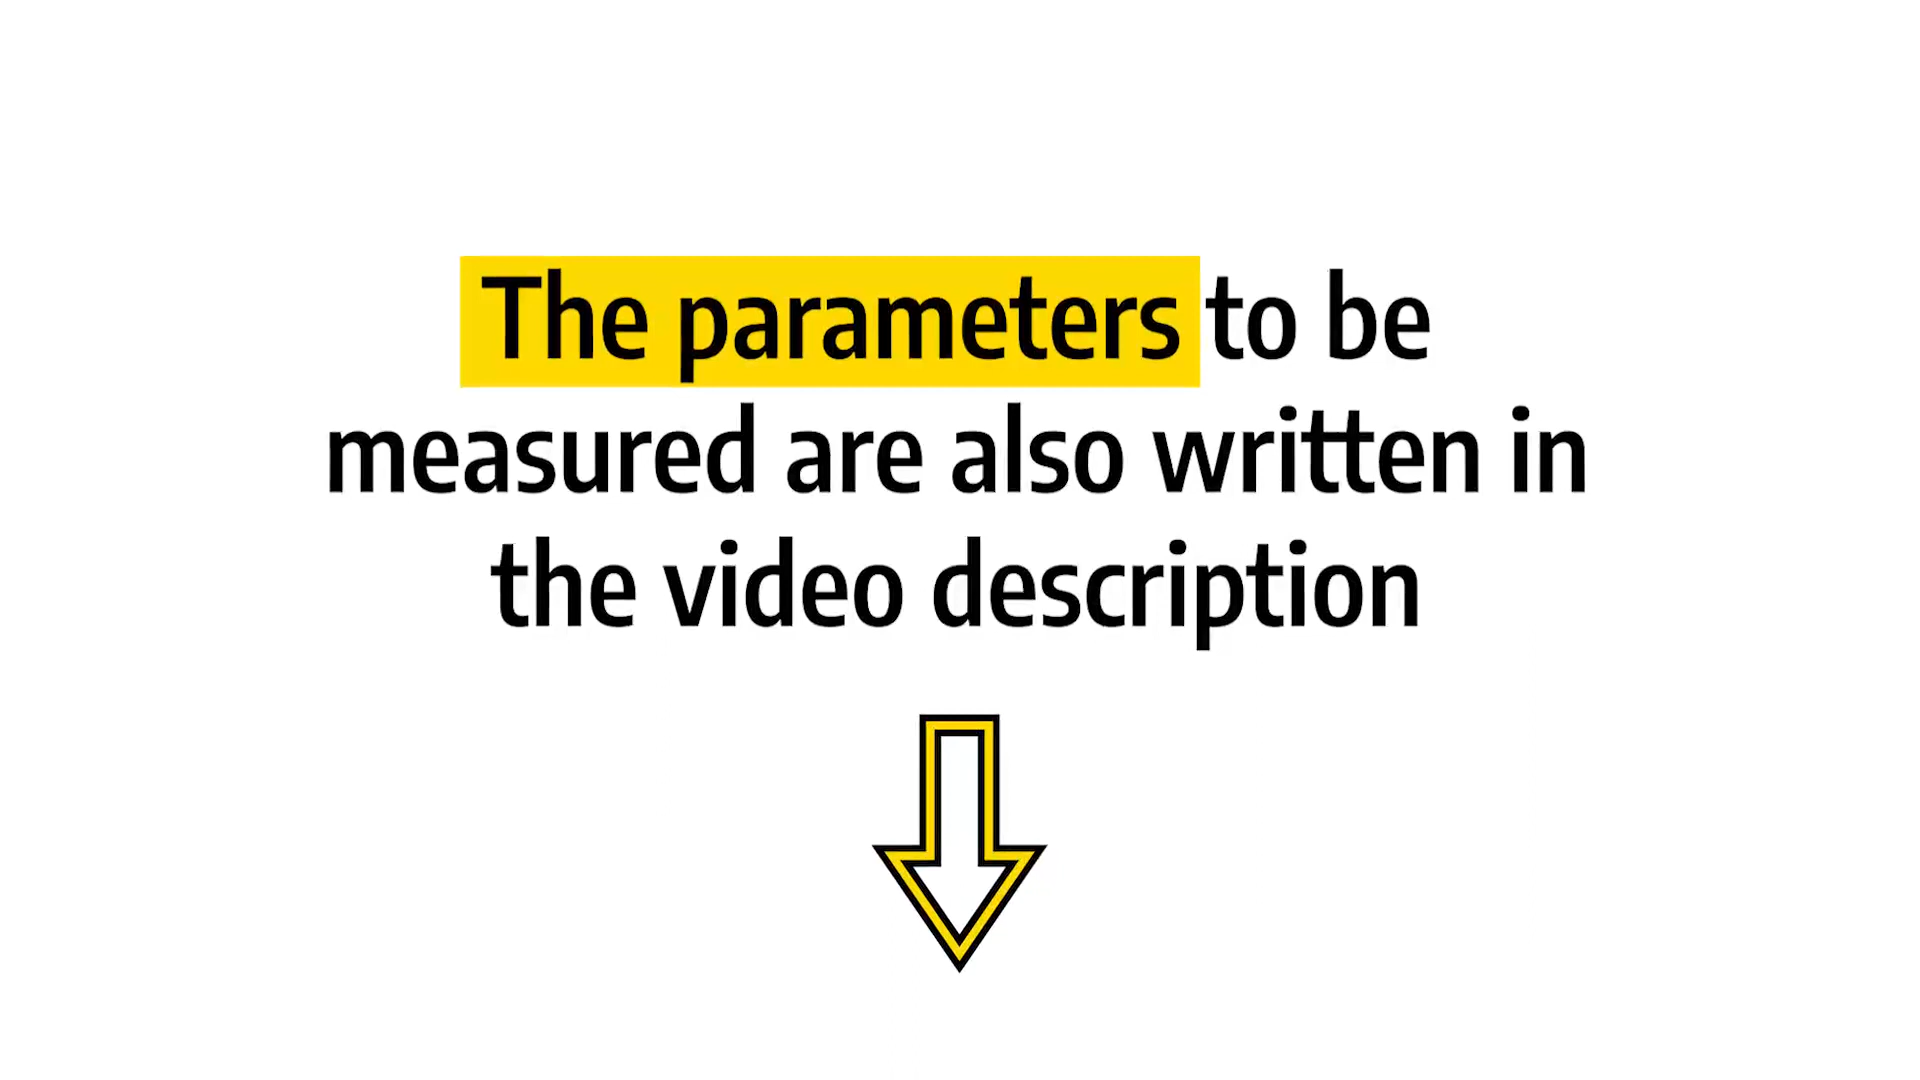 The parameters to be
measured are also written in
the video description